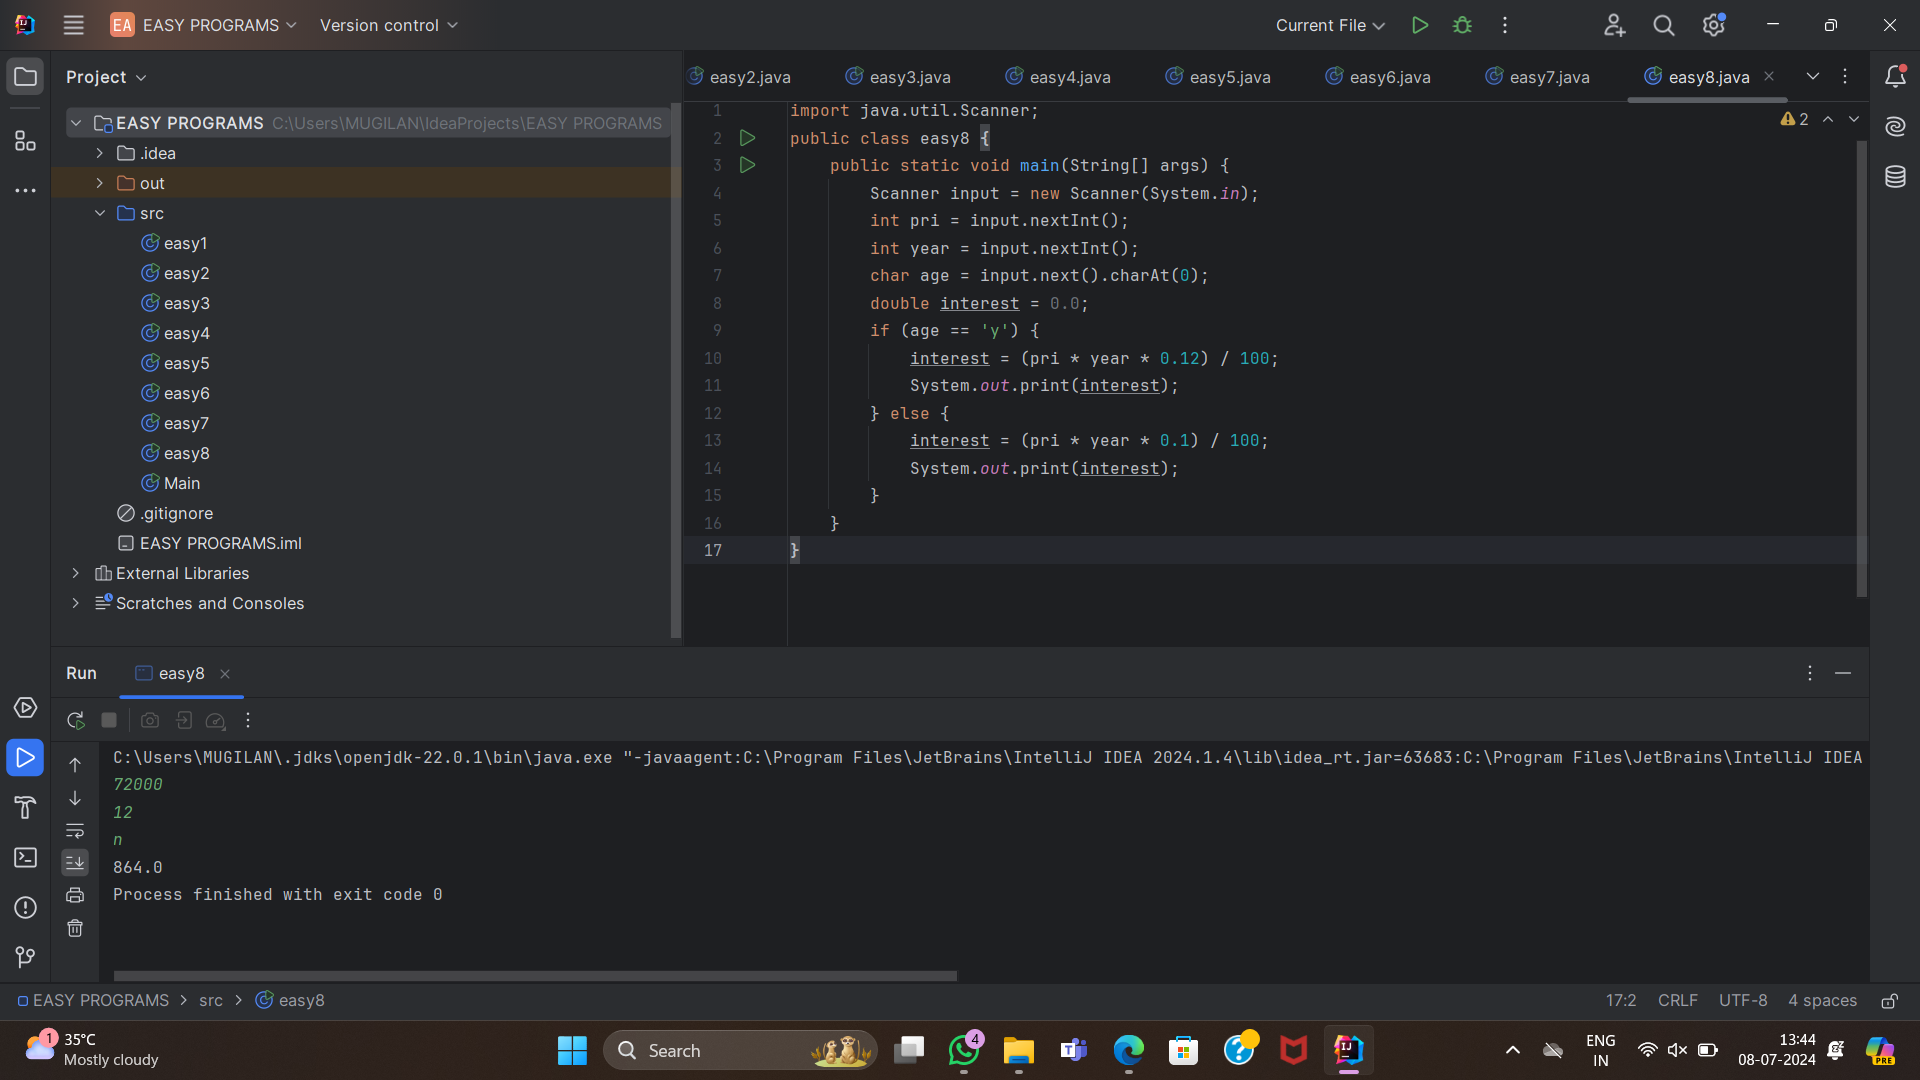 EA EASY PROGRAMS Version control Current File
Project
easy2.java easy3.java easy4.java easy5.java easy6.java easy7.java easy8.java
EASY PROGRAMS C:\Users\MUGILAN\IdeaProjects\EASY PROGRAMS
.idea
out
src
easy1
easy2
easy3
easy4
easy5
easy6
easy7
easy8
Main
.gitignore
EASY PROGRAMS.iml
External Libraries
Scratches and Consoles
2
1 import java.util.Scanner;
2 public class easy8 {
3 public static void main(String[] args) {
4 Scanner input = new Scanner(System.in);
5 int pri = input.nextInt();
6 int year = input.nextInt();
7 char age = input.next().charAt(0);
8 double interest = 0.0;
9 if (age == 'y') {
10 interest = (pri * year * 0.12) / 100;
11 System.out.print(interest);
12 } else {
13 interest = (pri * year * 0.1) / 100;
14 System.out.print(interest);
15 }
16 }
17 }
Run easy8
C:\Users\MUGILAN\.jdks\openjdk-22.0.1\bin\java.exe "-javaagent:C:\Program Files\JetBrains\IntelliJ IDEA 2024.1.4\lib\idea_rt.jar=63683:C:\Program Files\JetBrains\IntelliJ IDEA
72000
12
n
864.0
Process finished with exit code 0
EASY PROGRAMS > src > easy8 17:2 CRLF UTF-8 4 spaces
1
35°C
Mostly cloudy
Search
4
ENG
IN
13:44
08-07-2024
PRE